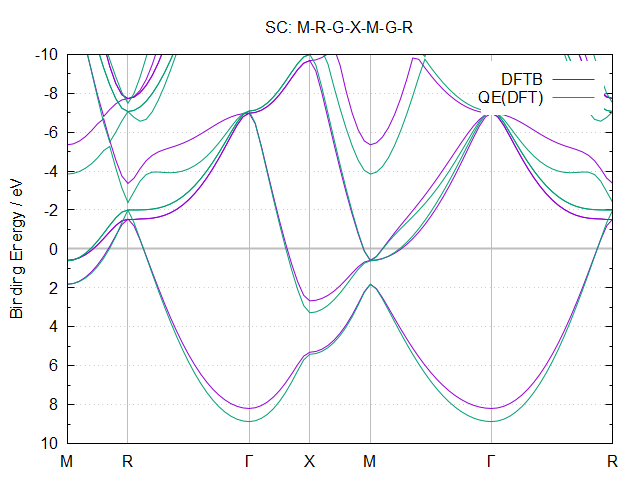 SC: M-R-G-X-M-G-R
Binding Energy / eV
-10
-8
-6
-4
-2
0
2
4
6
8
10
DFTB
QE(DFT)
M R Γ X M Γ R